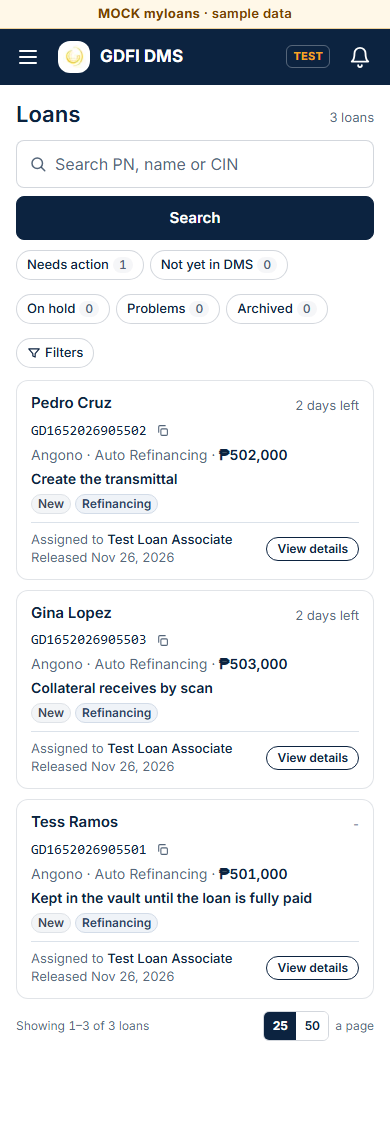 MOCK myloans · sample data
GDFI DMS
TEST
Loans
3 loans
Search PN, name or CIN
Search
Needs action 1
Not yet in DMS 0
On hold 0
Problems 0
Archived 0
Filters
Pedro Cruz
2 days left
GD1652026905502
Angono · Auto Refinancing · ₱502,000
Create the transmittal
New
Refinancing
Assigned to Test Loan Associate
Released Nov 26, 2026
View details
Gina Lopez
2 days left
GD1652026905503
Angono · Auto Refinancing · ₱503,000
Collateral receives by scan
New
Refinancing
Assigned to Test Loan Associate
Released Nov 26, 2026
View details
Tess Ramos
-
GD1652026905501
Angono · Auto Refinancing · ₱501,000
Kept in the vault until the loan is fully paid
New
Refinancing
Assigned to Test Loan Associate
Released Nov 26, 2026
View details
Showing 1–3 of 3 loans
25
50
a page